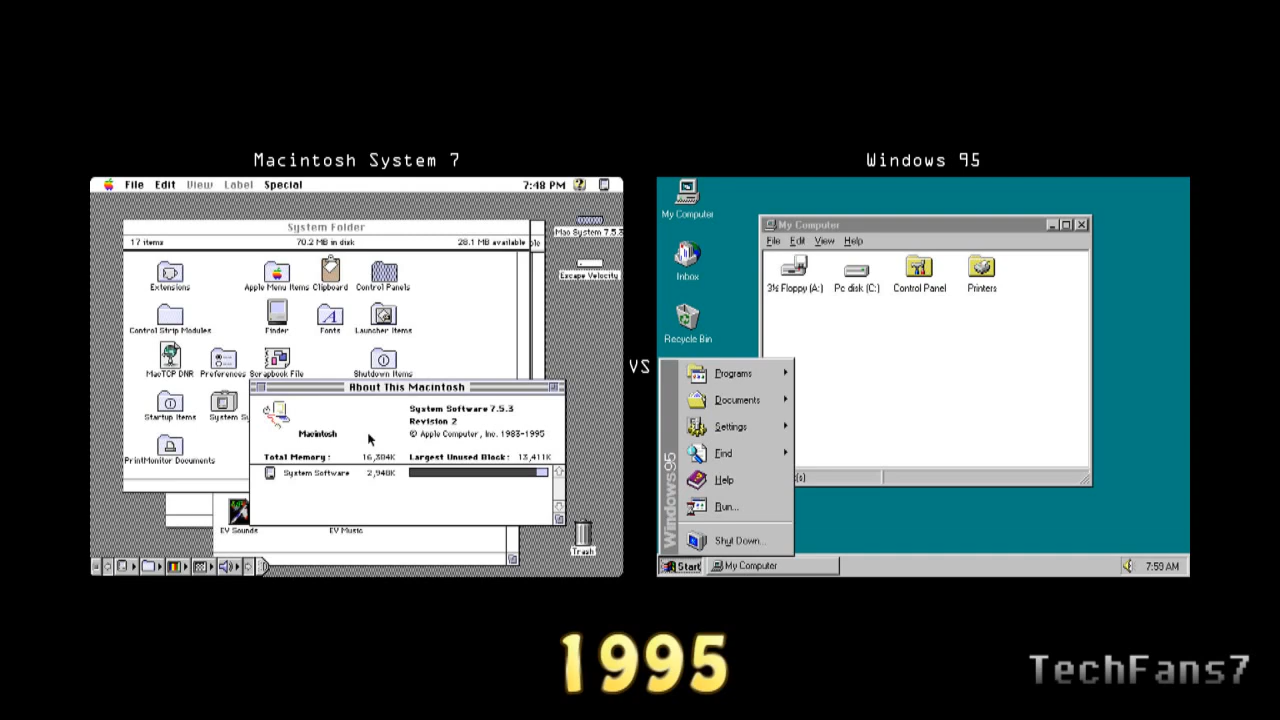 Macintosh System 7
File Edit View Label Special
7:48 PM
System Folder
17 items 70.2 MB in disk 28.1 MB available
Mac System 7.5.3
Escape Velocity
Extensions
Apple Menu Items
Clipboard
Control Panels
Control Strip Modules
Finder
Fonts
Launcher Items
MacTCP DNR
Preferences
Scrapbook File
Shutdown Items
Startup Items
System S
PrintMonitor Documents
About This Macintosh
System Software 7.5.3
Revision 2
© Apple Computer, Inc. 1983-1995
Macintosh
Total Memory: 16,384K Largest Unused Block: 13,411K
System Software 2,948K
EV Sounds
EV Music
Trash
VS
Windows 95
My Computer
Inbox
Recycle Bin
My Computer
File Edit View Help
3½ Floppy (A:)
Pc disk (C:)
Control Panel
Printers
(s)
Programs
Documents
Settings
Find
Help
Run...
Shut Down...
Windows95
Start
My Computer
7:59 AM
1995
TechFans7